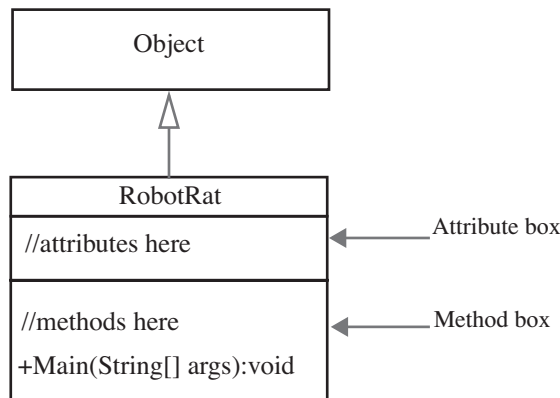 Object
RobotRat
//attributes here
Attribute box
//methods here
Method box
+Main(String[] args):void